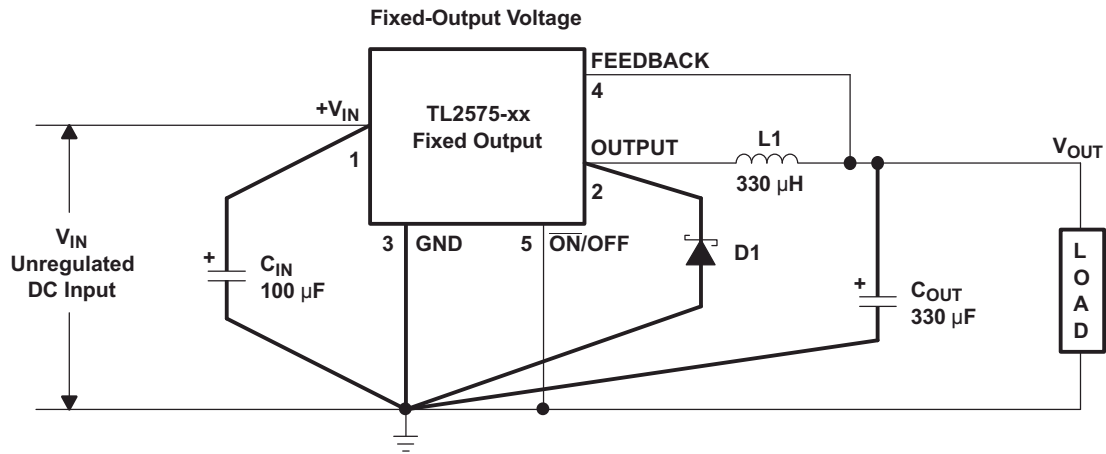 Fixed-Output Voltage
FEEDBACK
4
+VIN
1
TL2575-xx
Fixed Output
OUTPUT
2
L1
330 μH
VOUT
3
GND
5
O̅N̅/OFF
D1
VIN
Unregulated
DC Input
+
CIN
100 μF
+
COUT
330 μF
L
O
A
D